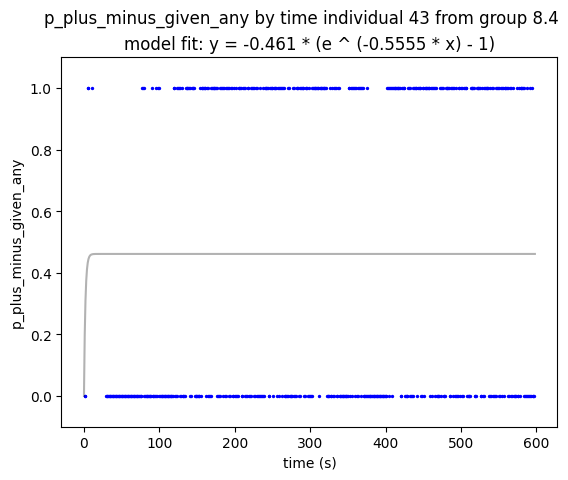 p_plus_minus_given_any by time individual 43 from group 8.4
model fit: y = -0.461 * (e ^ (-0.5555 * x) - 1)
1.0
0.8
0.6
0.4
0.2
0.0
p_plus_minus_given_any
0 100 200 300 400 500 600
time (s)